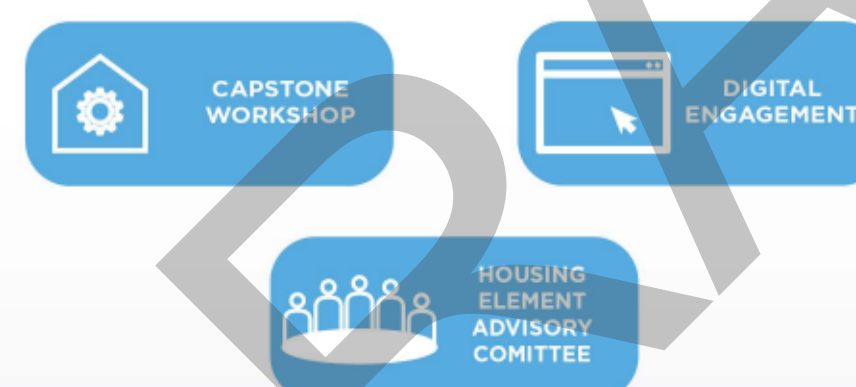 CAPSTONE
WORKSHOP
DIGITAL
ENGAGEMENT
HOUSING
ELEMENT
ADVISORY
COMITTEE